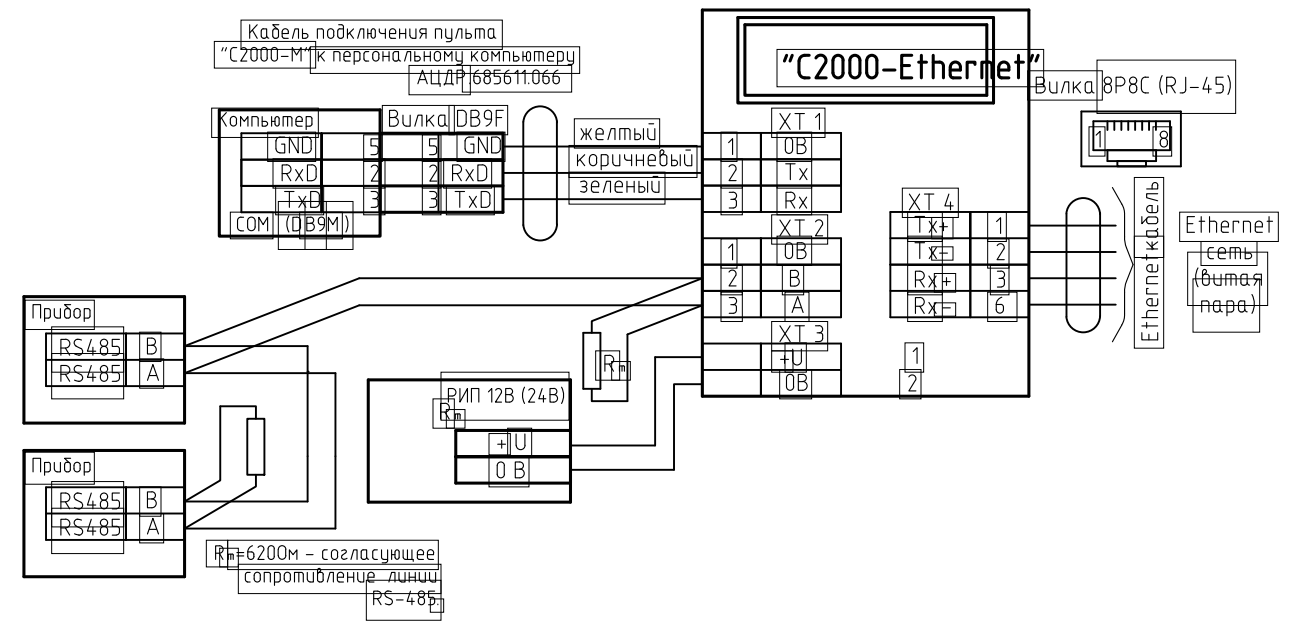 Кабель подключения пульта
"С2000-М" к персональному компьютеру
АЦДР.685611.066
"С2000-Ethernet"
Вилка 8P8C (RJ-45)
1 8
Компьютер
Вилка DB9F
GND 5 5 GND
RxD 2 2 RxD
TxD 3 3 TxD
COM (DB9M)
желтый
коричневый
зеленый
XT 1
1 0В
2 Tx
3 Rx
XT 2
1 0В
2 B
3 A
XT 3
+U 1
0В 2
XT 4
Tx+ 1
Tx- 2
Rx+ 3
Rx- 6
Ethernet кабель
Ethernet
сеть
(витая
пара)
Прибор
RS485 B
RS485 A
Rт
РИП 12В (24В)
Rт
+ U
0 В
Прибор
RS485 B
RS485 A
Rт=620Ом - согласующее
сопротивление линии
RS-485.